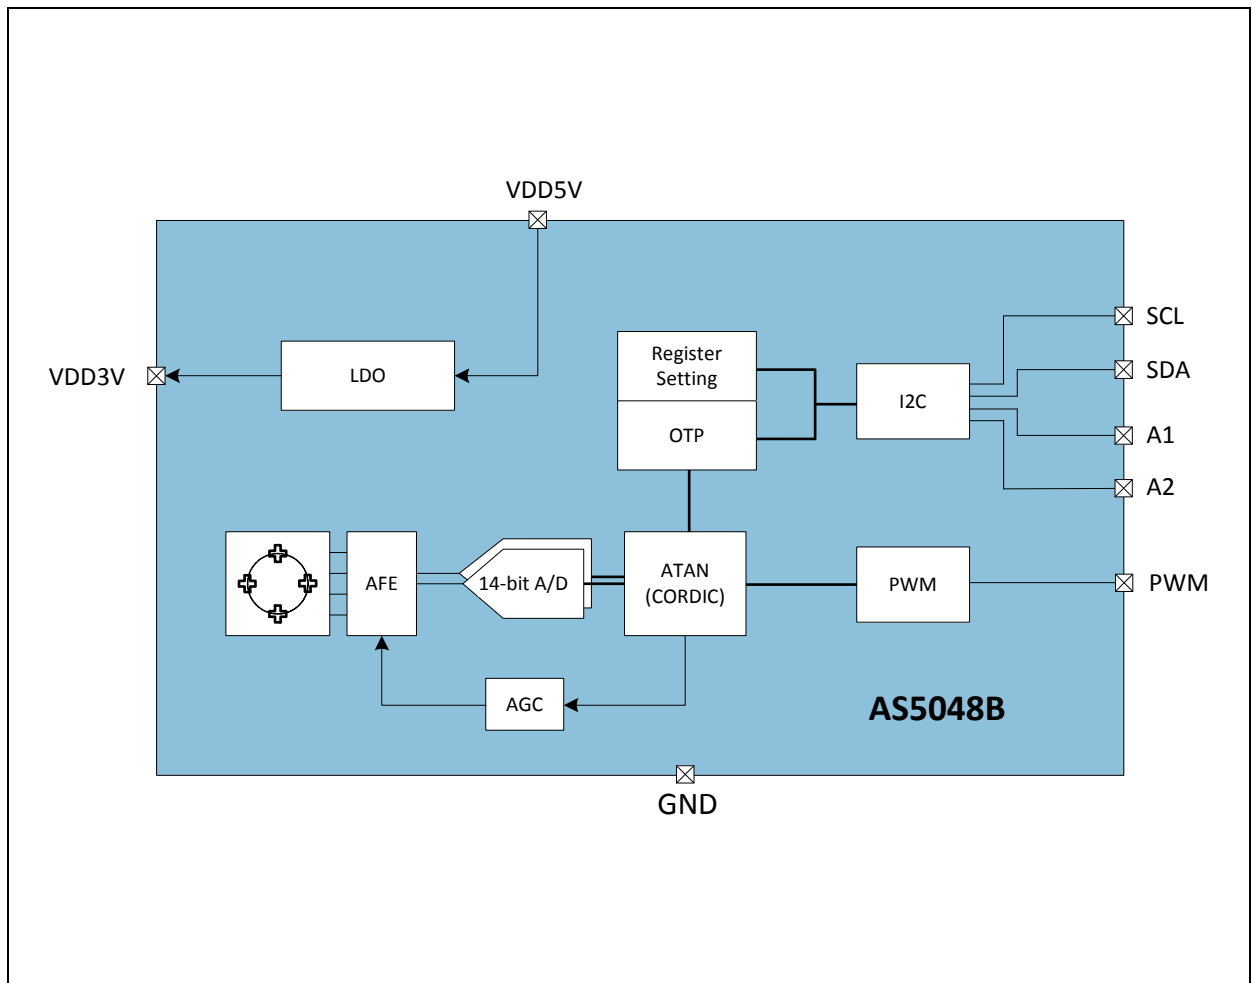 VDD5V
SCL
Register
Setting
SDA
VDD3V
LDO
I2C
OTP
A1
A2
AFE
14-bit A/D
ATAN
(CORDIC)
PWM
PWM
AGC
AS5048B
GND